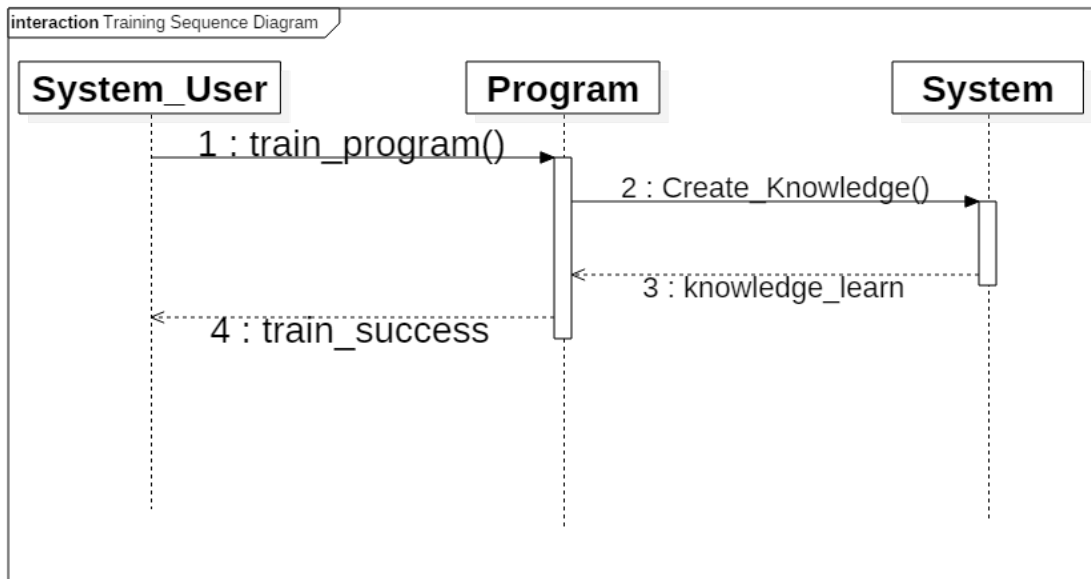 interaction Training Sequence Diagram
System_User
Program
System
1 : train_program()
2 : Create_Knowledge()
3 : knowledge_learn
4 : train_success